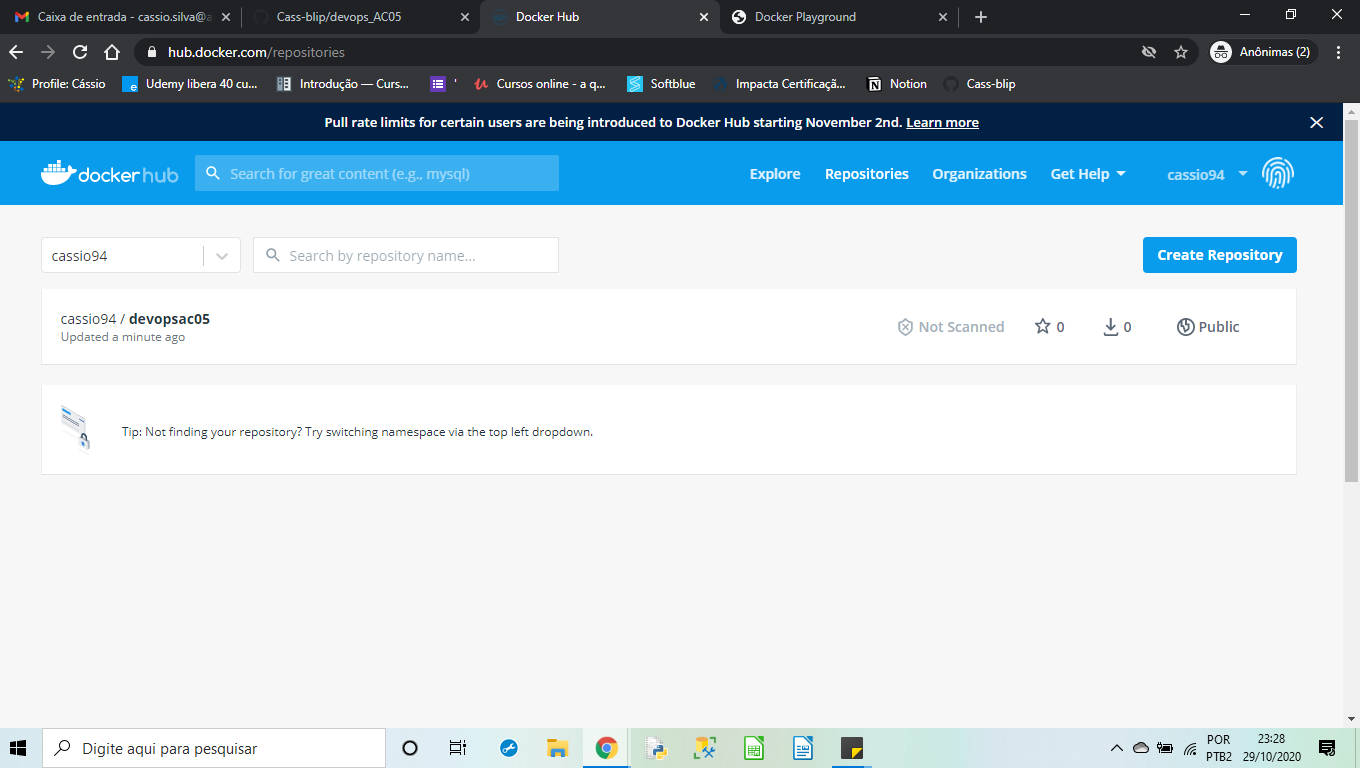 Caixa de entrada - cassio.silva@a
Cass-blip/devops_AC05
Docker Hub
Docker Playground
hub.docker.com/repositories
Anônimas (2)
Profile: Cássio
Udemy libera 40 cu...
Introdução — Curs...
'
Cursos online - a q...
Softblue
Impacta Certificaçã...
Notion
Cass-blip
Pull rate limits for certain users are being introduced to Docker Hub starting November 2nd. Learn more
docker hub
Search for great content (e.g., mysql)
Explore
Repositories
Organizations
Get Help
cassio94
cassio94
Search by repository name...
Create Repository
cassio94 / devopsac05
Updated a minute ago
Not Scanned
0
0
Public
Tip: Not finding your repository? Try switching namespace via the top left dropdown.
Digite aqui para pesquisar
POR
PTB2
23:28
29/10/2020